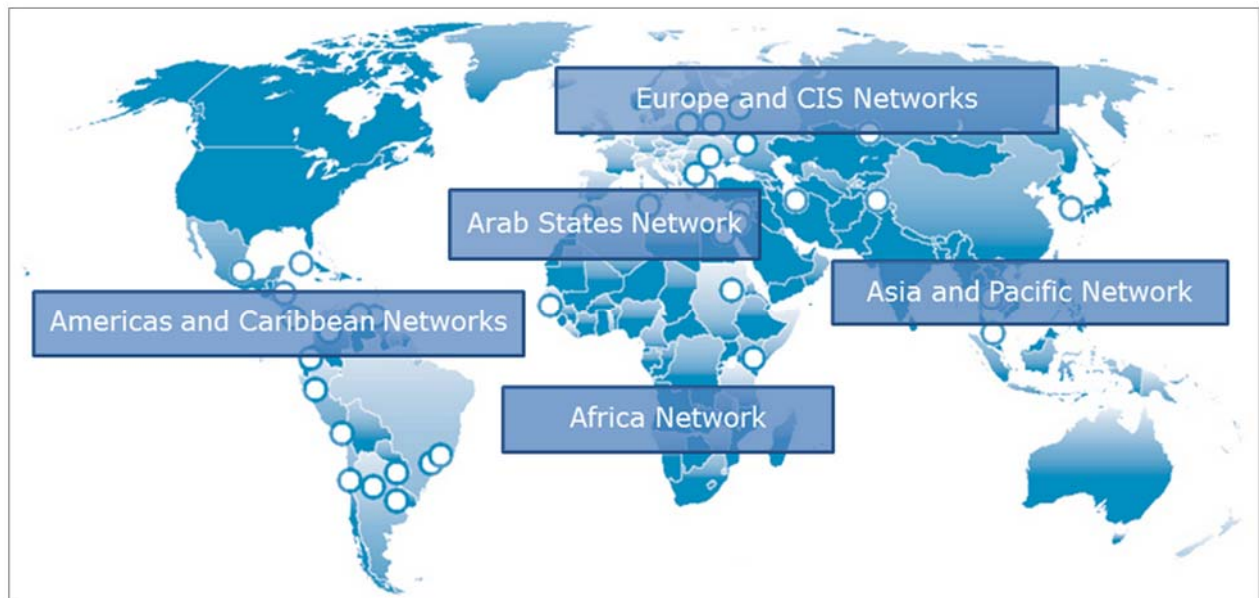 Europe and CIS Networks
Arab States Network
Asia and Pacific Network
Americas and Caribbean Networks
Africa Network